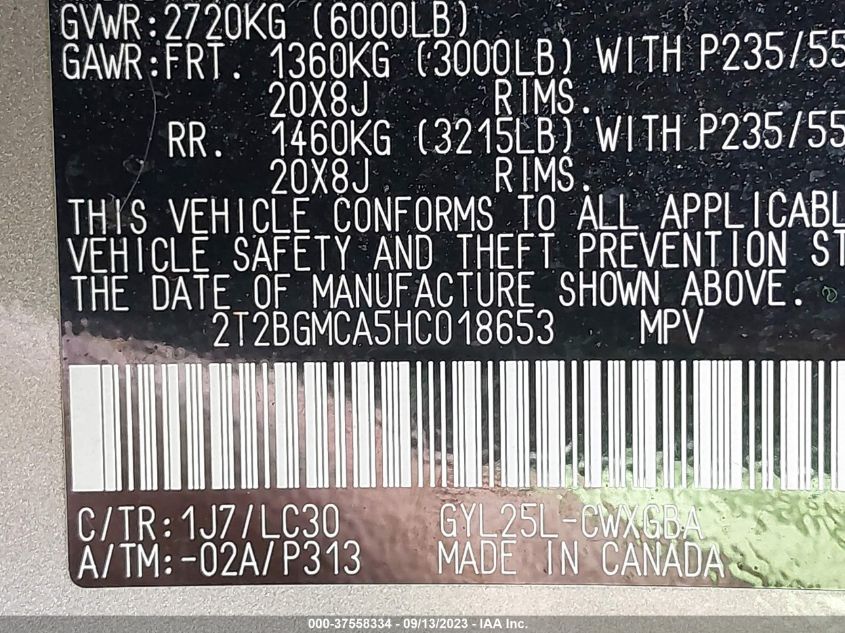 GVWR:2720KG (6000LB)
GAWR:FRT. 1360KG (3000LB) WITH P235/55
20X8J RIMS.
RR. 1460KG (3215LB) WITH P235/55
20X8J RIMS.
THIS VEHICLE CONFORMS TO ALL APPLICABL
VEHICLE SAFETY AND THEFT PREVENTION ST
THE DATE OF MANUFACTURE SHOWN ABOVE.
2T2BGMCA5HC018653 MPV
C/TR:1J7/LC30 GYL25L-CWXGBA
A/TM:-02A/P313 MADE IN CANADA
000-37558334 - 09/13/2023 - IAA Inc.